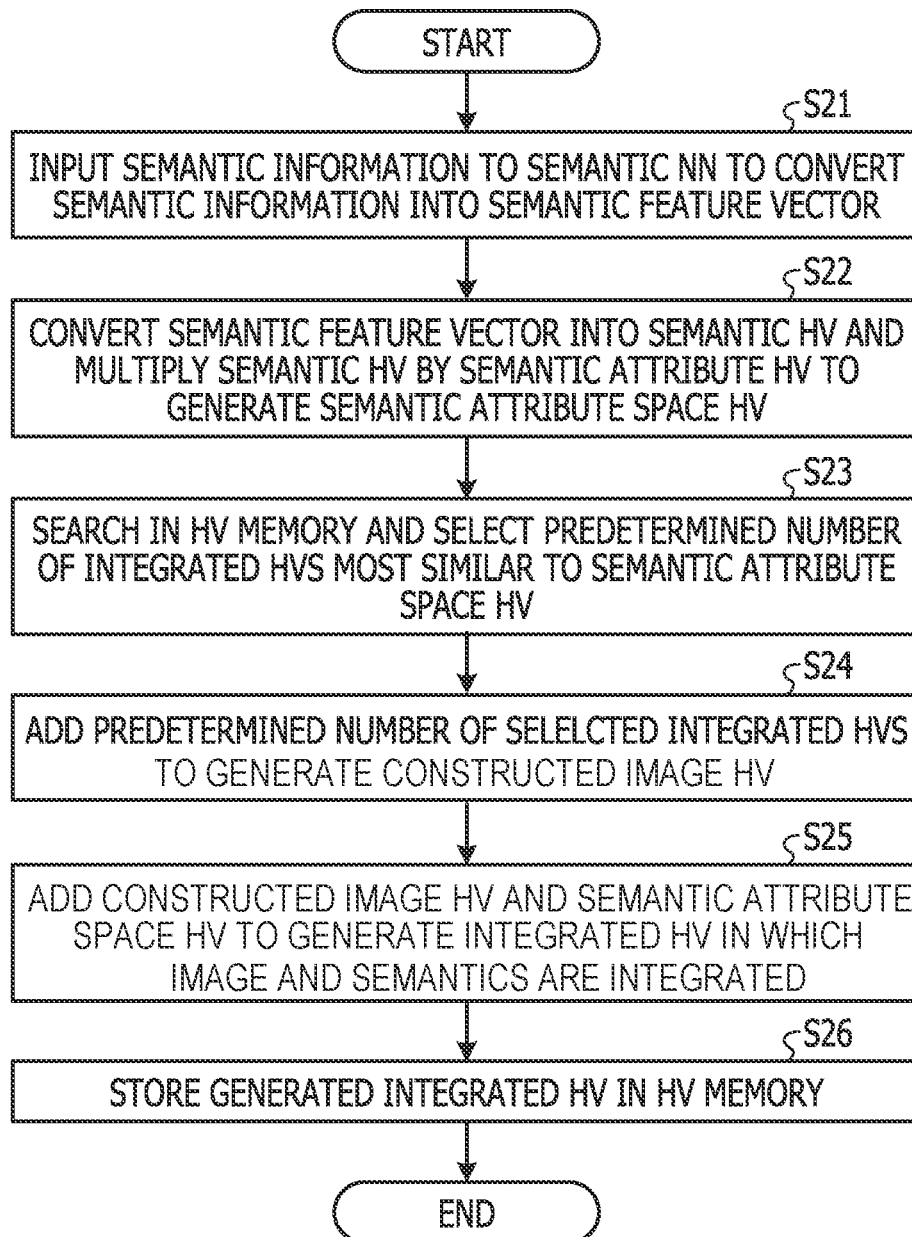 START
S21
INPUT SEMANTIC INFORMATION TO SEMANTIC NN TO CONVERT
SEMANTIC INFORMATION INTO SEMANTIC FEATURE VECTOR
S22
CONVERT SEMANTIC FEATURE VECTOR INTO SEMANTIC HV AND
MULTIPLY SEMANTIC HV BY SEMANTIC ATTRIBUTE HV TO
GENERATE SEMANTIC ATTRIBUTE SPACE HV
S23
SEARCH IN HV MEMORY AND SELECT PREDETERMINED NUMBER
OF INTEGRATED HVS MOST SIMILAR TO SEMANTIC ATTRIBUTE
SPACE HV
S24
ADD PREDETERMINED NUMBER OF SELELCTED INTEGRATED HVS
TO GENERATE CONSTRUCTED IMAGE HV
S25
ADD CONSTRUCTED IMAGE HV AND SEMANTIC ATTRIBUTE
SPACE HV TO GENERATE INTEGRATED HV IN WHICH
IMAGE AND SEMANTICS ARE INTEGRATED
S26
STORE GENERATED INTEGRATED HV IN HV MEMORY
END